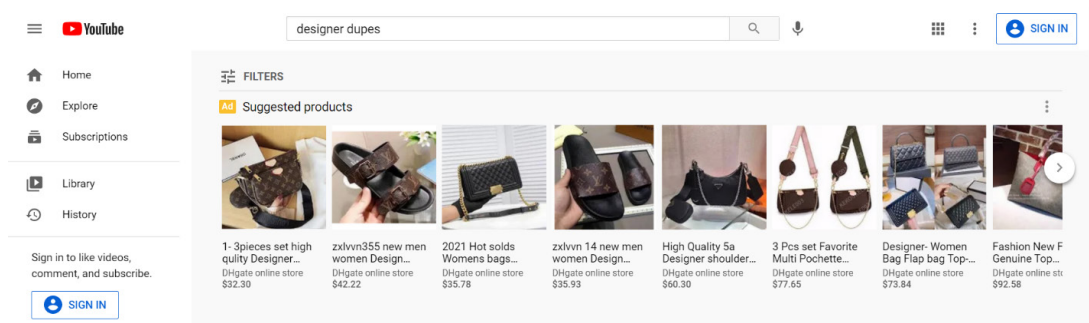 YouTube
designer dupes
SIGN IN
Home
Explore
Subscriptions
Library
History
Sign in to like videos,
comment, and subscribe.
SIGN IN
FILTERS
Ad Suggested products
1- 3pieces set high
qulity Designer...
DHgate online store
$32.30
zxlvvn355 new men
women Design...
DHgate online store
$42.22
2021 Hot solds
Womens bags...
DHgate online store
$35.78
zxlvvn 14 new men
women Design...
DHgate online store
$35.93
High Quality 5a
Designer shoulder...
DHgate online store
$60.30
3 Pcs set Favorite
Multi Pochette...
DHgate online store
$77.65
Designer- Women
Bag Flap bag Top-...
DHgate online store
$73.84
Fashion New F
Genuine Top...
DHgate online
$92.58